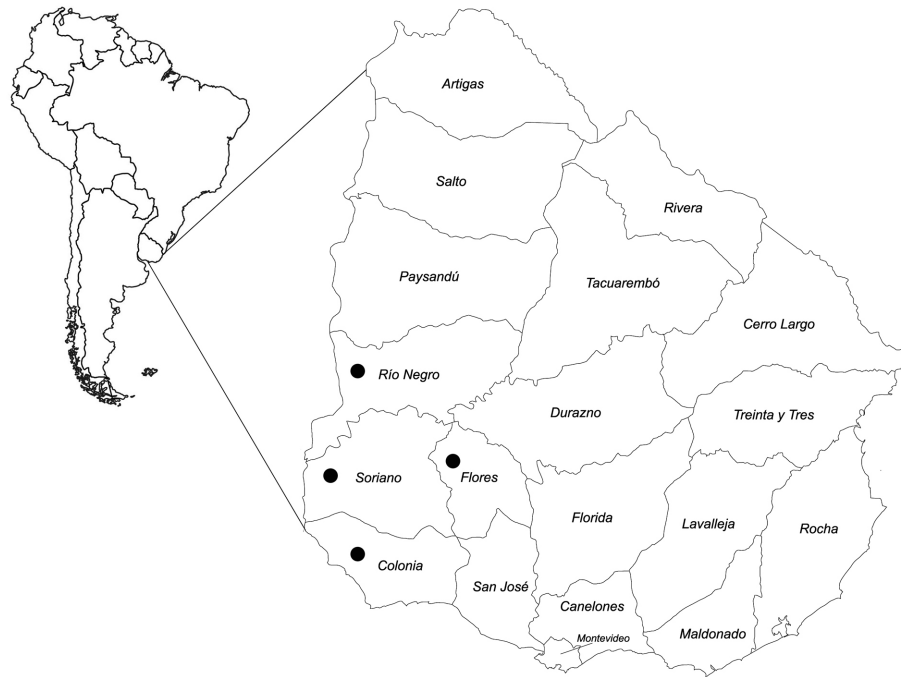 Artigas
Salto
Rivera
Paysandú
Tacuarembó
Cerro Largo
Río Negro
Durazno
Treinta y Tres
Soriano
Flores
Florida
Lavalleja
Rocha
Colonia
San José
Canelones
Montevideo
Maldonado